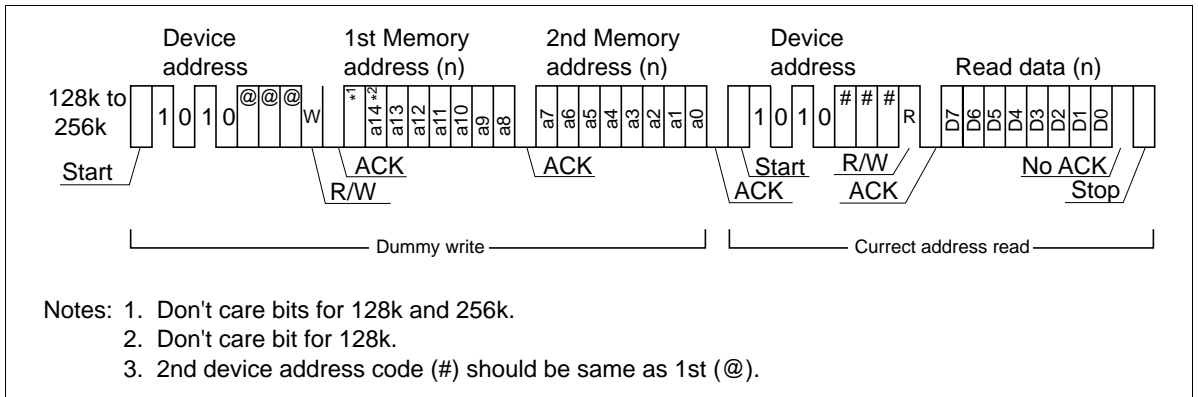 Device address
1st Memory address (n)
2nd Memory address (n)
Device address
Read data (n)
128k to 256k
1 0 1 0 @ @ @ W
*1 a14*2 a13 a12 a11 a10 a9 a8
a7 a6 a5 a4 a3 a2 a1 a0
1 0 1 0 # # # R
D7 D6 D5 D4 D3 D2 D1 D0
Start
R/W
ACK
ACK
ACK
Start
R/W
ACK
No ACK
Stop
Dummy write
Currect address read
Notes: 1. Don't care bits for 128k and 256k.
2. Don't care bit for 128k.
3. 2nd device address code (#) should be same as 1st (@).